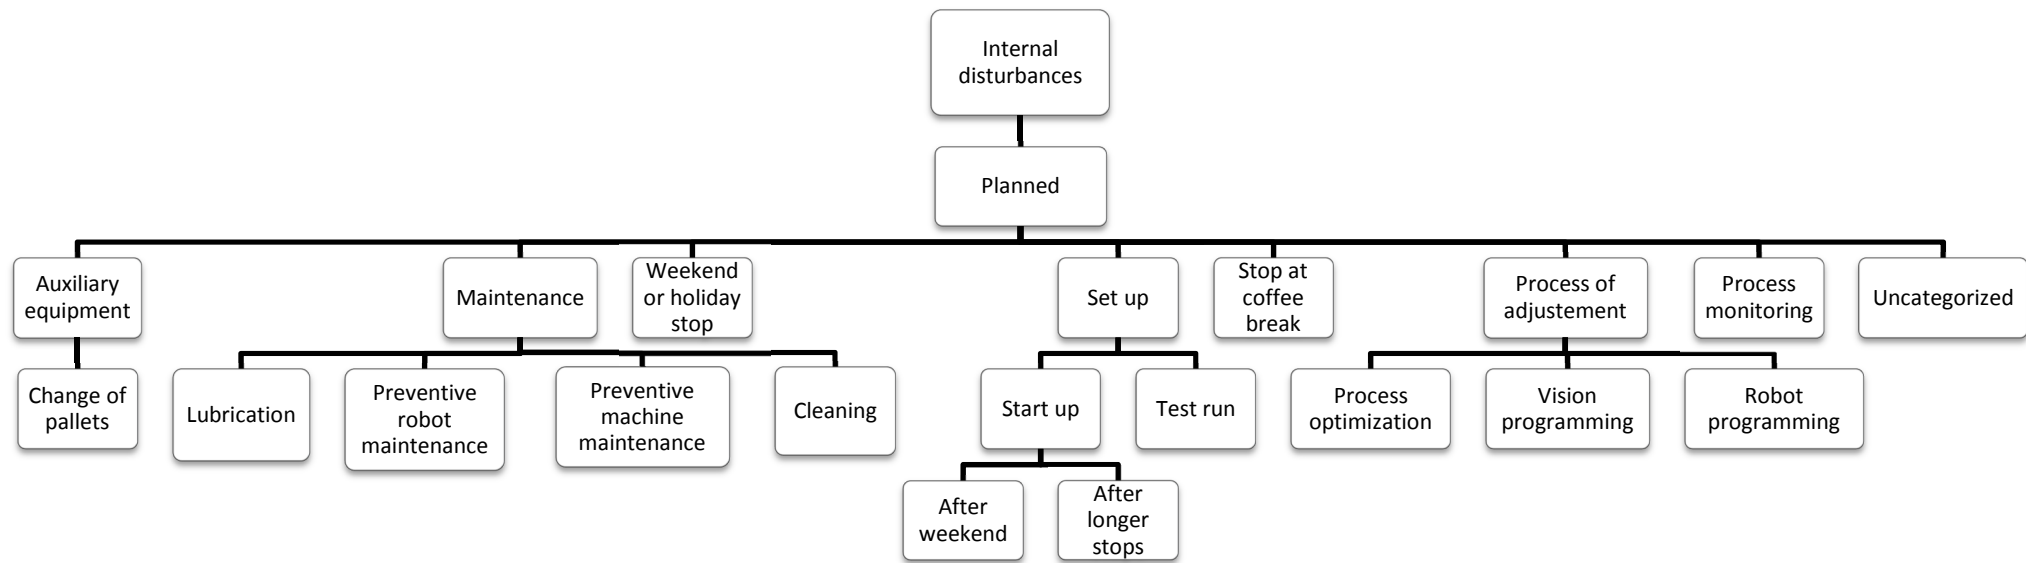 Internal
disturbances
Planned
Auxiliary
equipment
Maintenance
Weekend
or holiday
stop
Set up
Stop at
coffee
break
Process of
adjustement
Process
monitoring
Uncategorized
Change of
pallets
Lubrication
Preventive
robot
maintenance
Preventive
machine
maintenance
Cleaning
Start up
Test run
Process
optimization
Vision
programming
Robot
programming
After
weekend
After
longer
stops